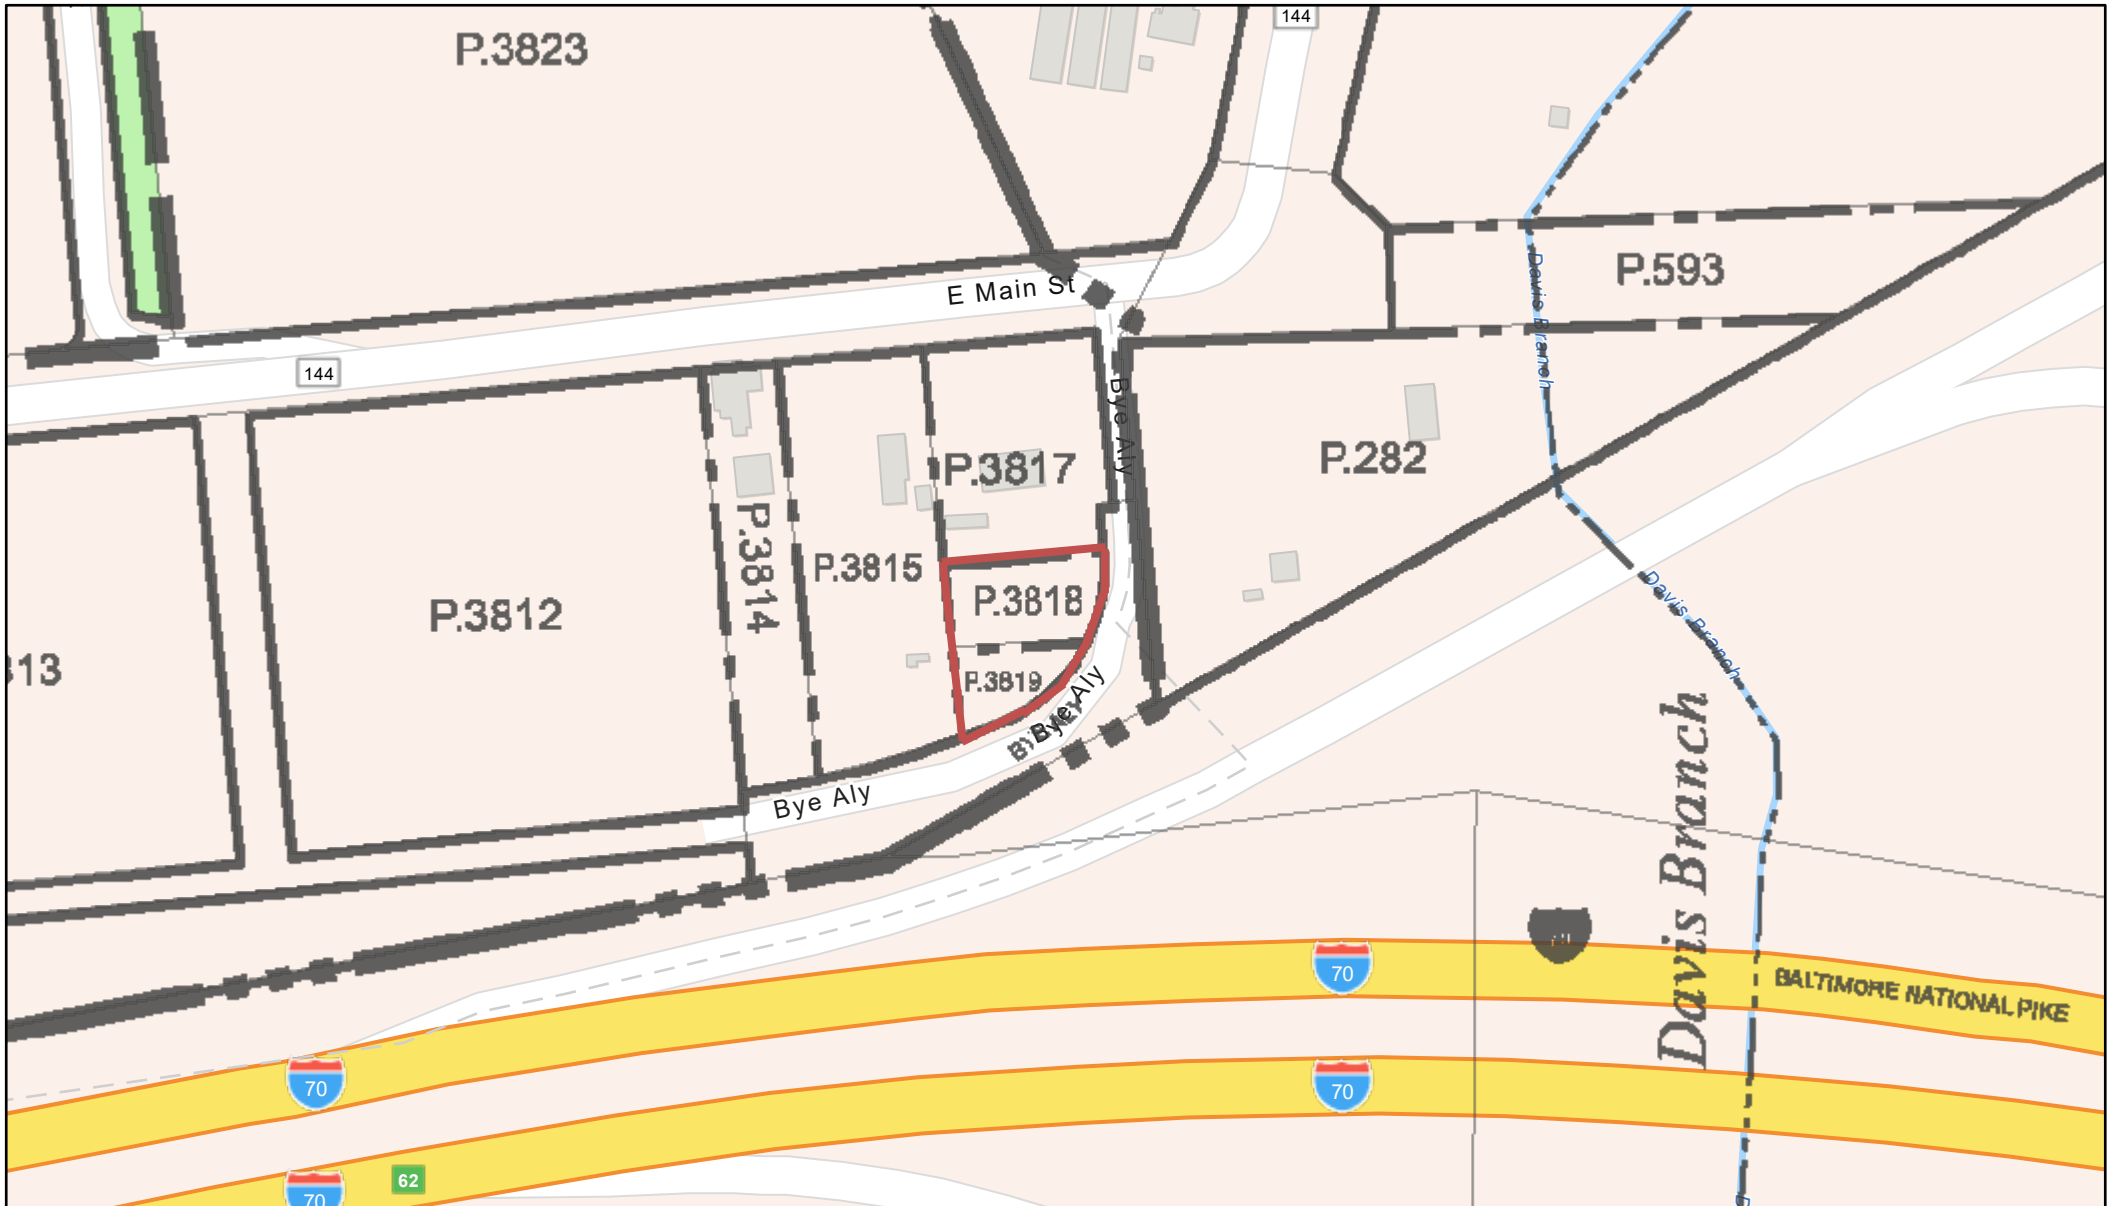 144
P.3823
P.593
Davis Branch
E Main St
144
Bye Aly
P.282
P.3817
P.3814
P.3815
P.3818
P.3812
Davis Branch
313
P.3819
Bye Aly
Bye Aly
Davis Branch
70
BALTIMORE NATIONAL PIKE
70
70
62
70